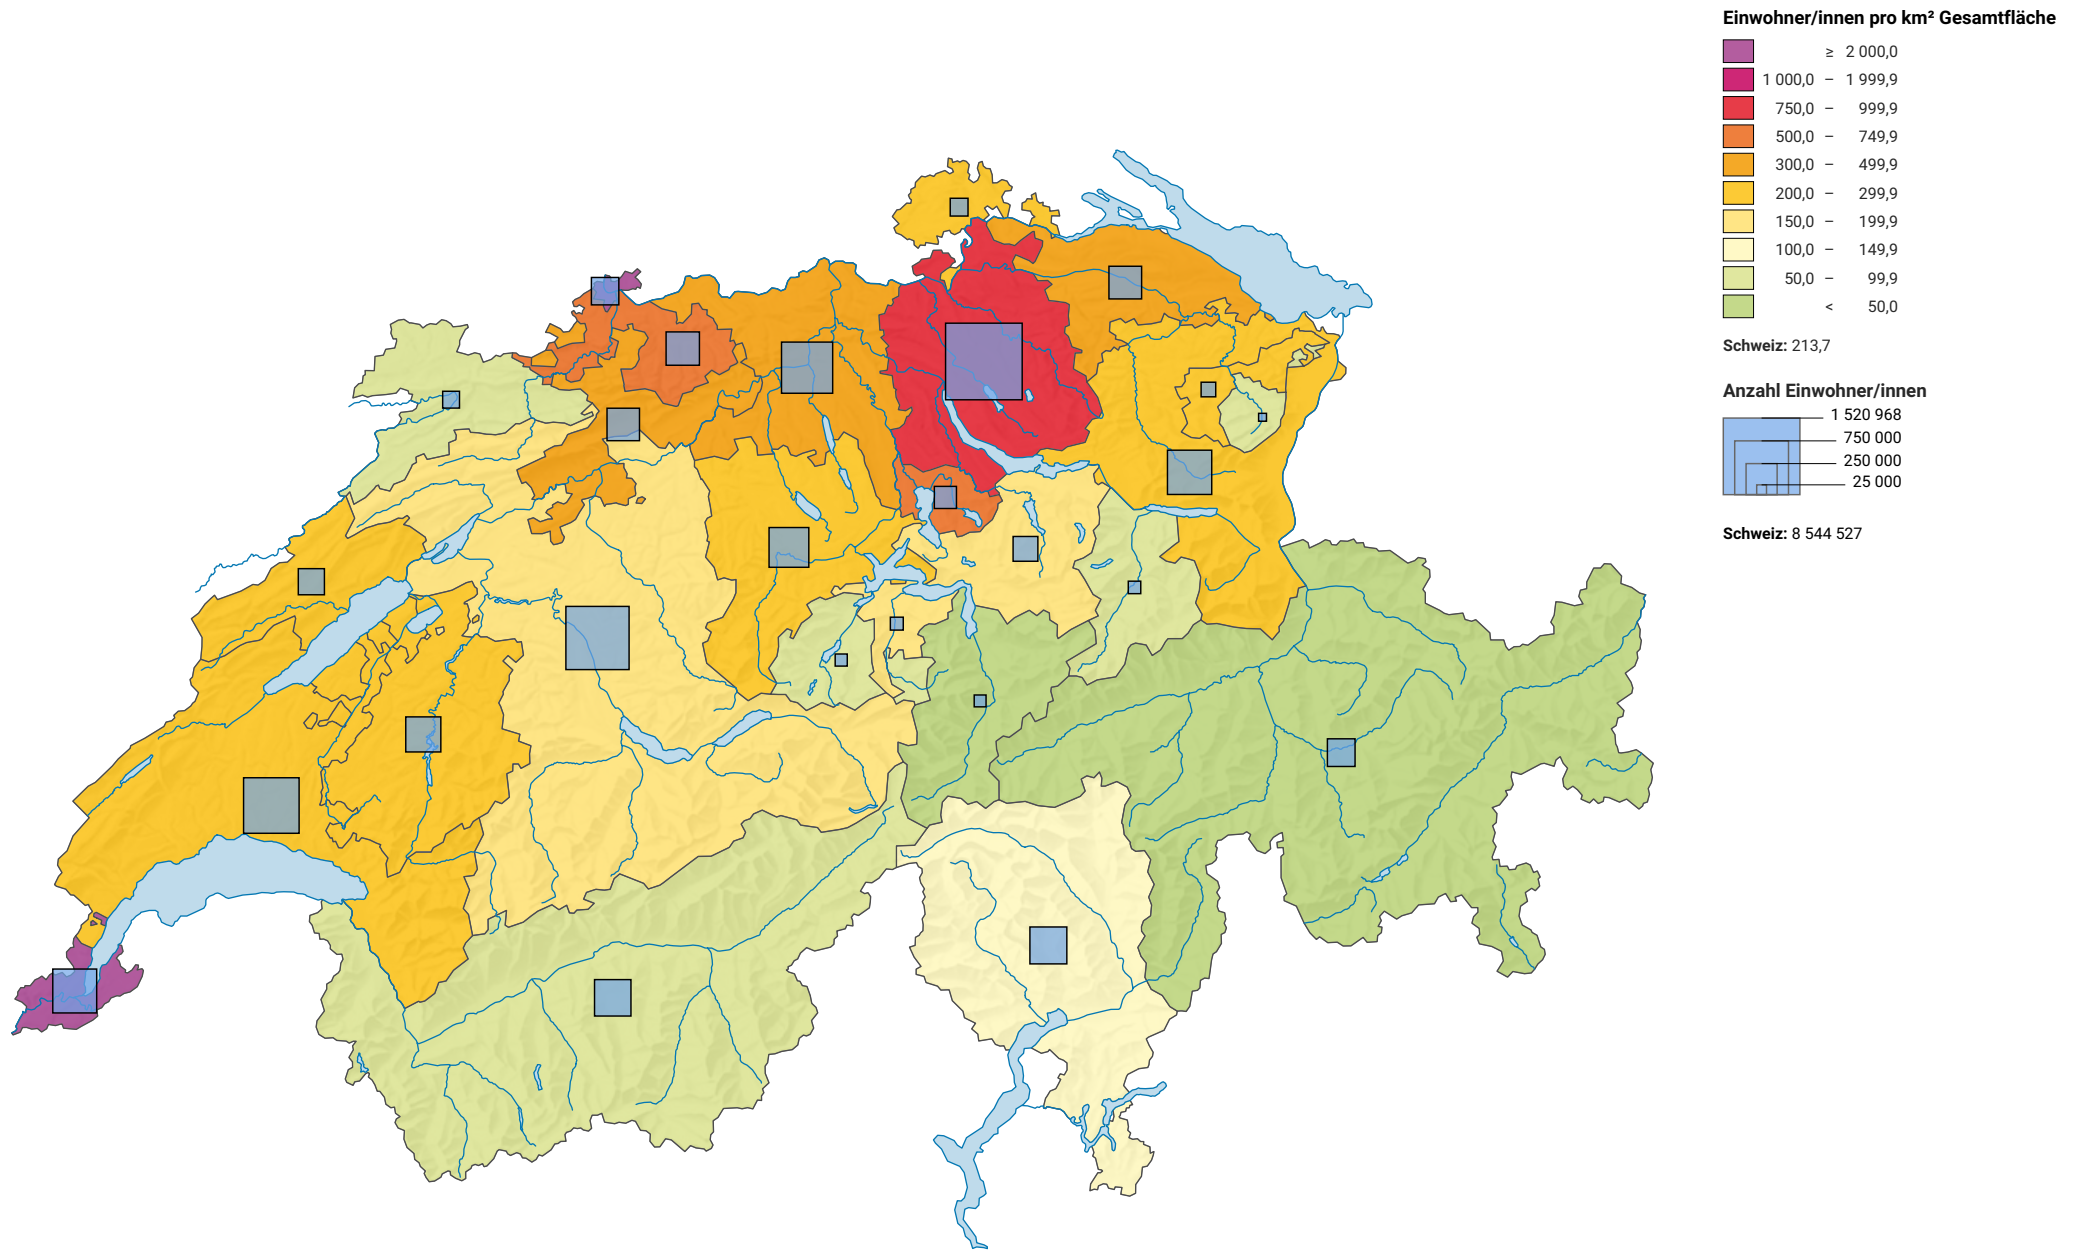 Einwohner/innen pro km² Gesamtfläche
≥ 2 000,0
1 000,0 – 1 999,9
750,0 – 999,9
500,0 – 749,9
300,0 – 499,9
200,0 – 299,9
150,0 – 199,9
100,0 – 149,9
50,0 – 99,9
< 50,0
Schweiz: 213,7
Anzahl Einwohner/innen
1 520 968
750 000
250 000
25 000
Schweiz: 8 544 527